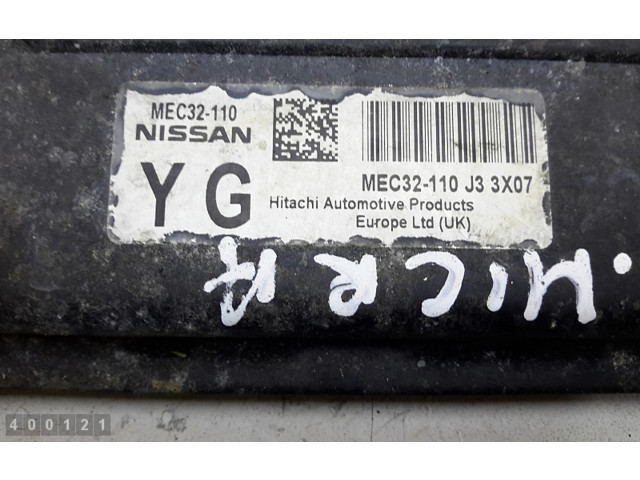 MEC32-110
NISSAN
YG
MEC32-110 J3 3X07
Hitachi Automotive Products
Europe Ltd (UK)
MICRA
400121